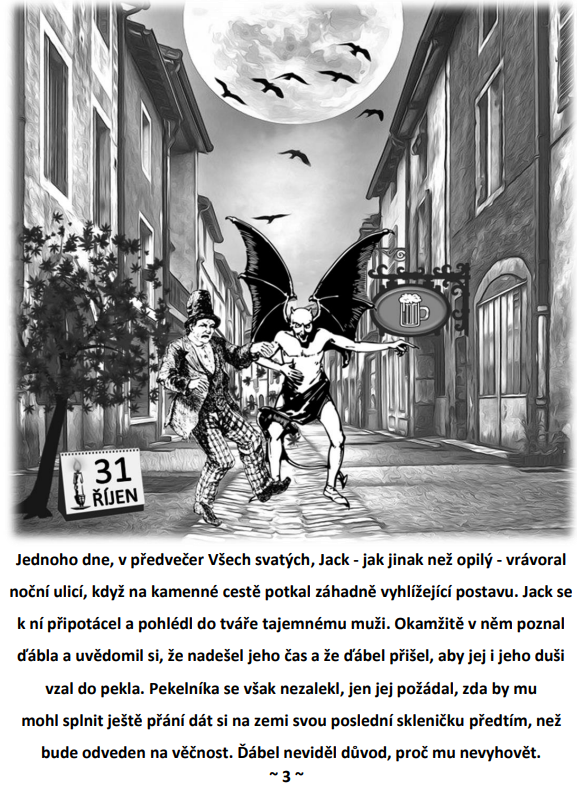 31
ŘÍJEN
Jednoho dne, v předvečer Všech svatých, Jack - jak jinak než opilý - vrávoral
noční ulicí, když na kamenné cestě potkal záhadně vyhlížející postavu. Jack se
k ní připotácel a pohlédl do tváře tajemnému muži. Okamžitě v něm poznal
ďábla a uvědomil si, že nadešel jeho čas a že ďábel přišel, aby jej i jeho duši
vzal do pekla. Pekelníka se však nezalekl, jen jej požádal, zda by mu
mohl splnit ještě přání dát si na zemi svou poslední skleničku předtím, než
bude odveden na věčnost. Ďábel neviděl důvod, proč mu nevyhovět.
~ 3 ~